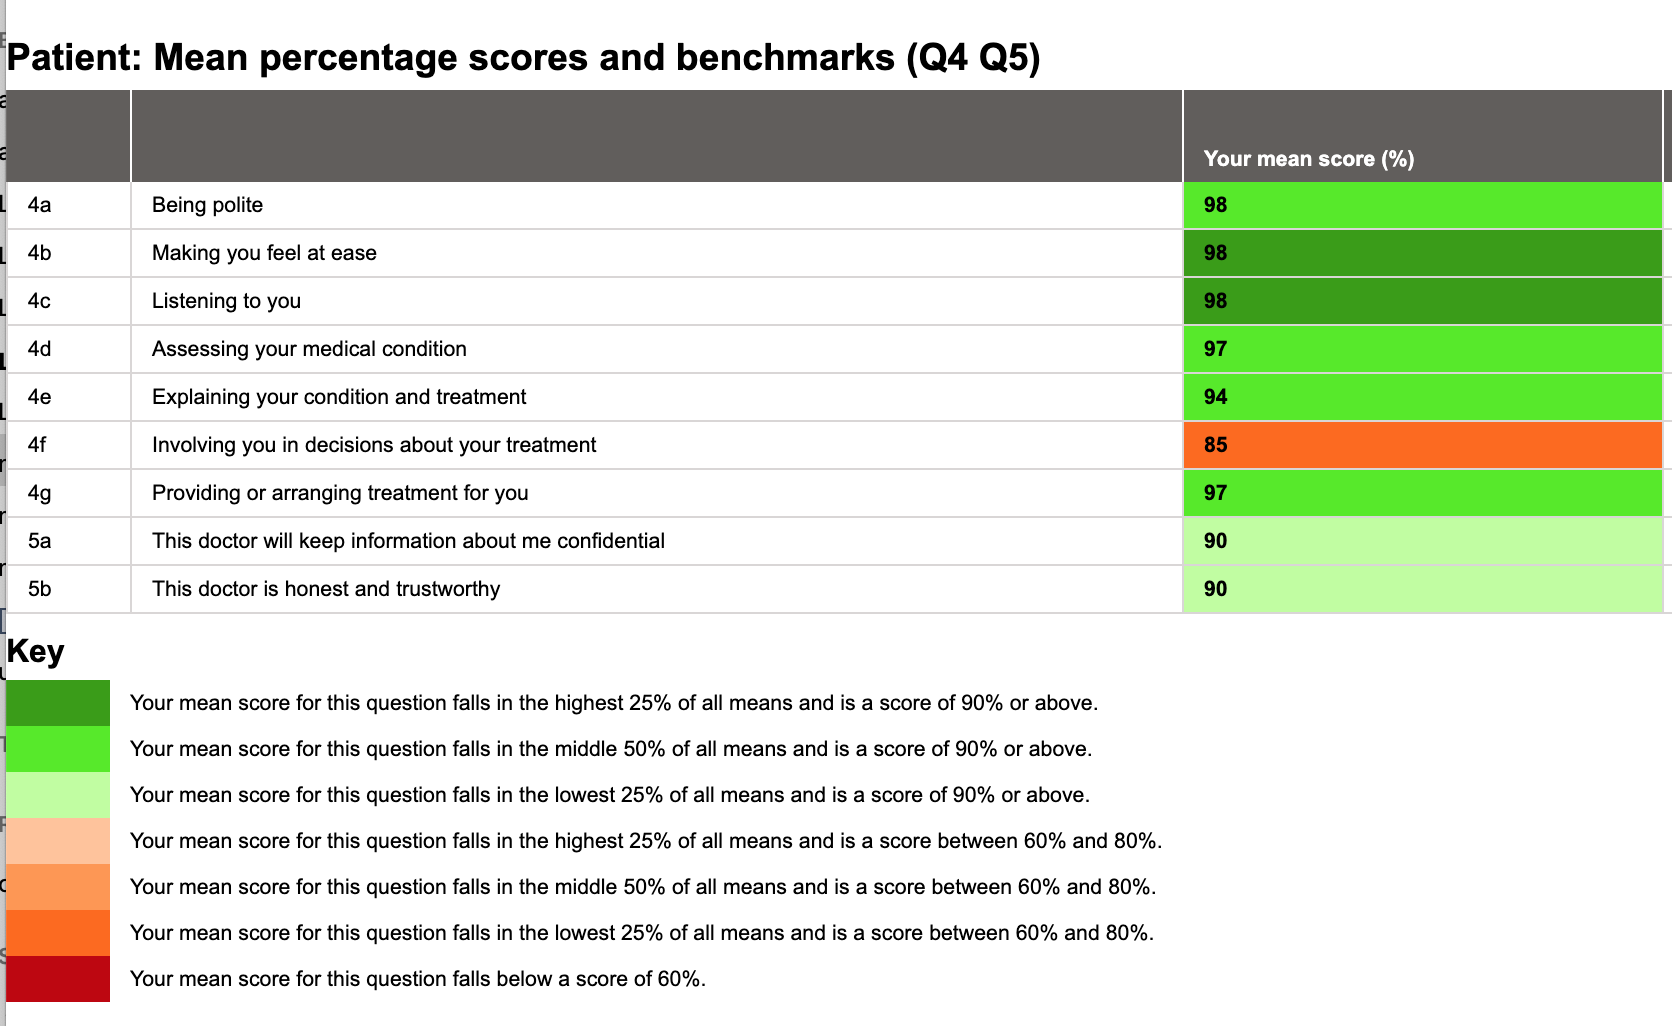 Patient: Mean percentage scores and benchmarks (Q4 Q5)
Your mean score (%)
4a Being polite 98
4b Making you feel at ease 98
4c Listening to you 98
4d Assessing your medical condition 97
4e Explaining your condition and treatment 94
4f Involving you in decisions about your treatment 85
4g Providing or arranging treatment for you 97
5a This doctor will keep information about me confidential 90
5b This doctor is honest and trustworthy 90
Key
Your mean score for this question falls in the highest 25% of all means and is a score of 90% or above.
Your mean score for this question falls in the middle 50% of all means and is a score of 90% or above.
Your mean score for this question falls in the lowest 25% of all means and is a score of 90% or above.
Your mean score for this question falls in the highest 25% of all means and is a score between 60% and 80%.
Your mean score for this question falls in the middle 50% of all means and is a score between 60% and 80%.
Your mean score for this question falls in the lowest 25% of all means and is a score between 60% and 80%.
Your mean score for this question falls below a score of 60%.